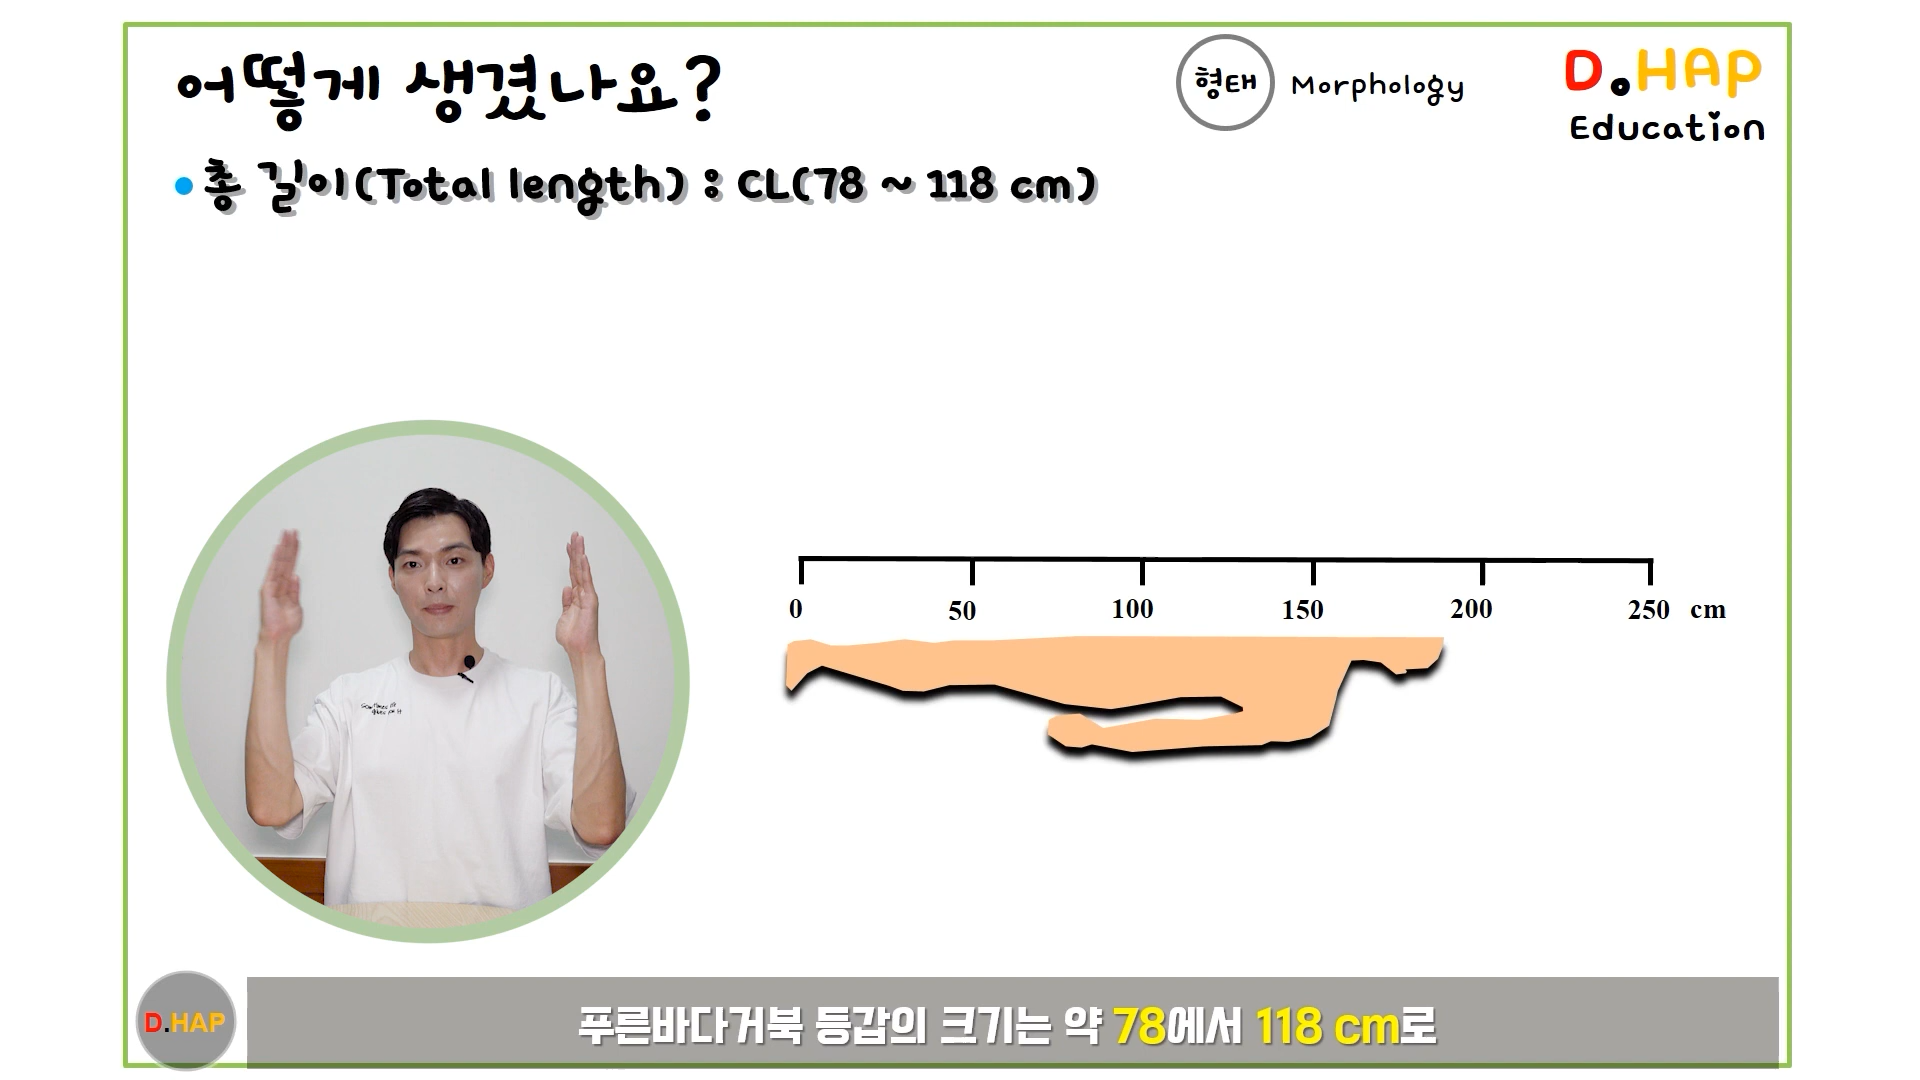 어떻게 생겼나요?
형태 Morphology
D.HAP
Education
• 총 길이(Total length) : CL(78 ~ 118 cm)
0 50 100 150 200 250 cm
D.HAP
푸른바다거북 등갑의 크기는 약 78에서 118 cm로